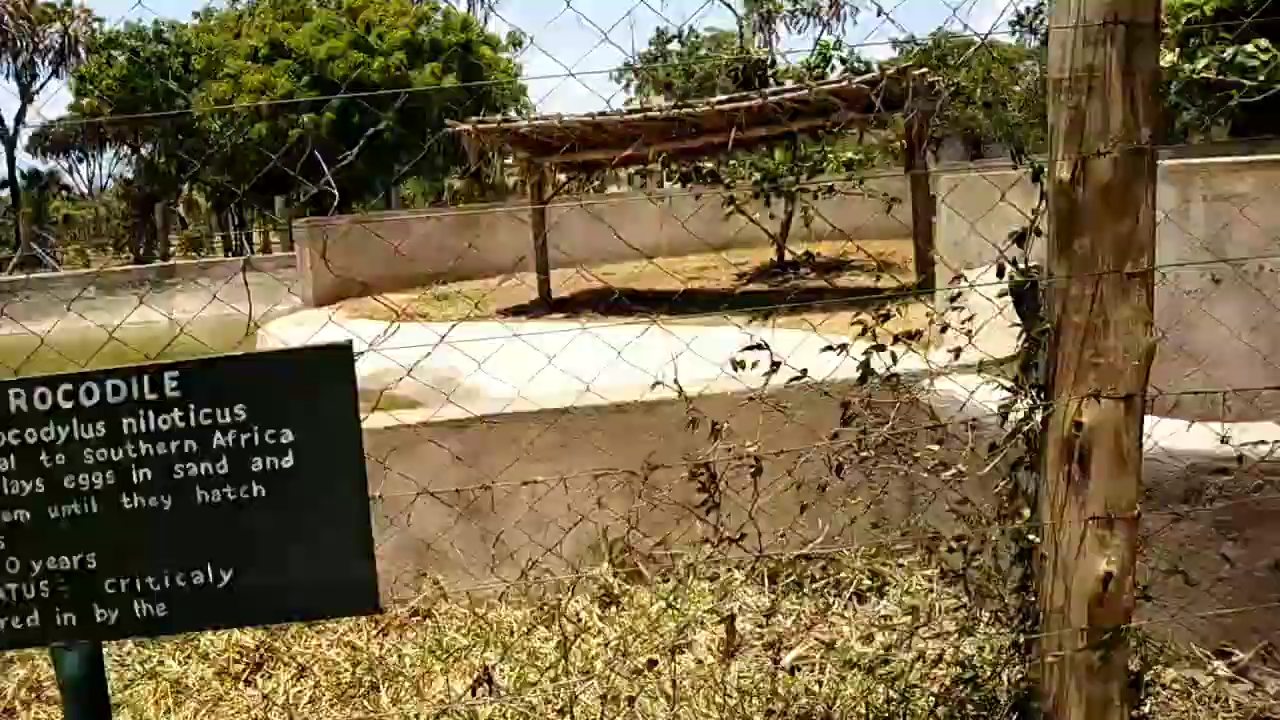 ROCODILE
ocodylus niloticus
al to southern Africa
lays eggs in sand and
em until they hatch
s
0 years
ATUS= criticaly
red in by the